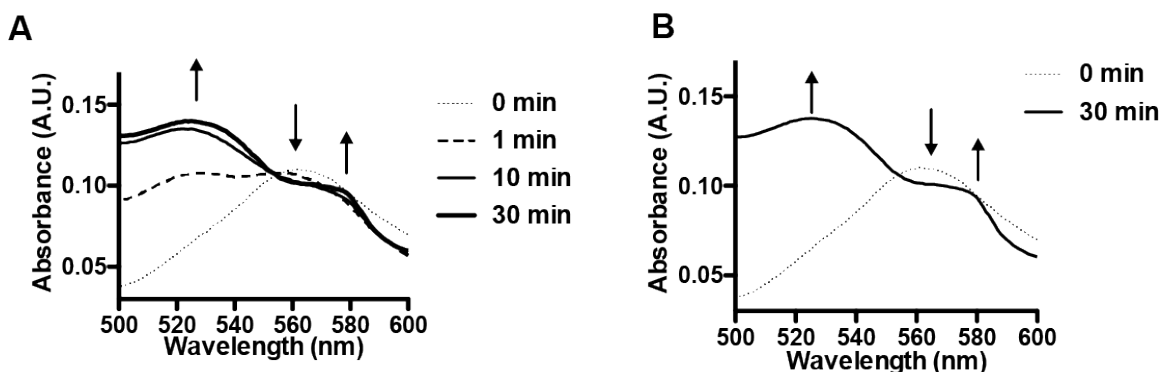 A
Absorbance (A.U.)
0.15
0.10
0.05
500 520 540 560 580 600
Wavelength (nm)
0 min
1 min
10 min
30 min
B
Absorbance (A.U.)
0.15
0.10
0.05
500 520 540 560 580 600
Wavelength (nm)
0 min
30 min